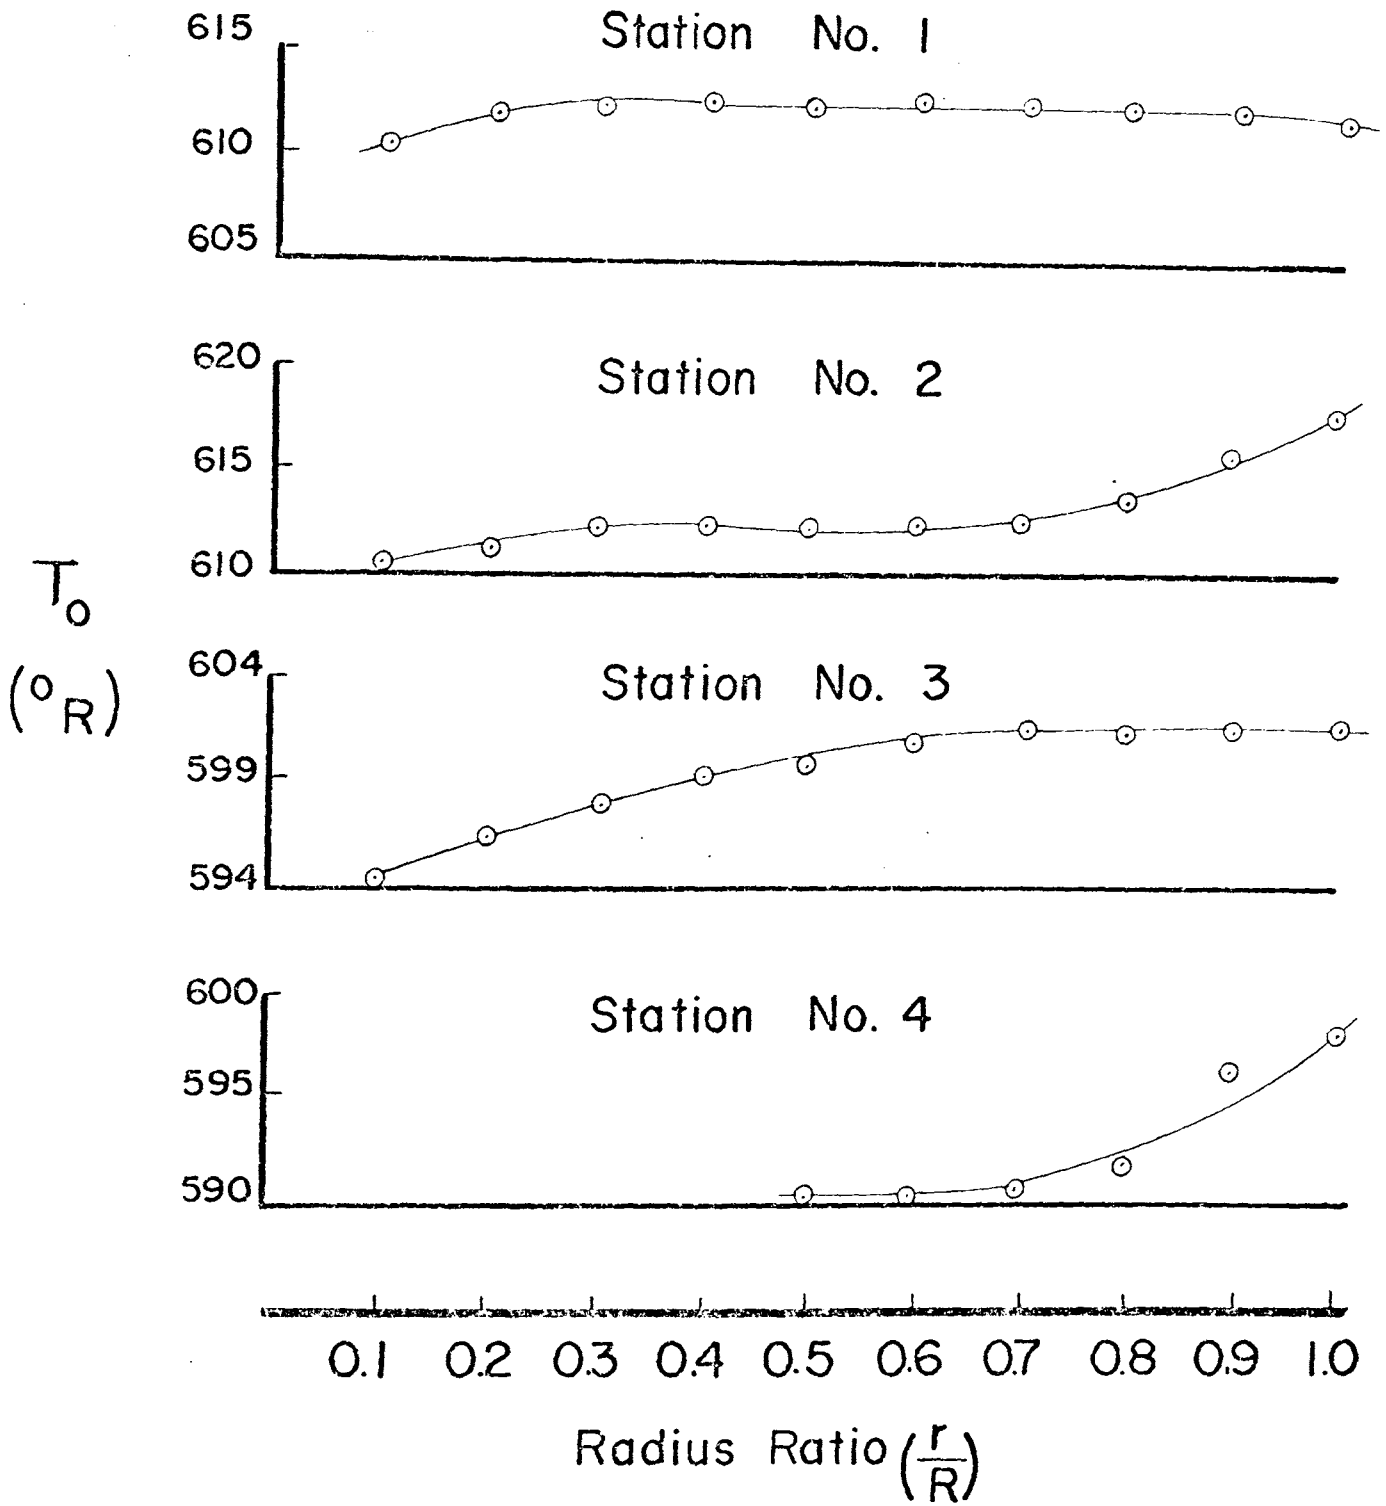 615
Station No. 1
610
605
620
Station No. 2
615
610
T₀
(°R)
604
Station No. 3
599
594
600
Station No. 4
595
590
0.1 0.2 0.3 0.4 0.5 0.6 0.7 0.8 0.9 1.0
Radius Ratio (r/R)